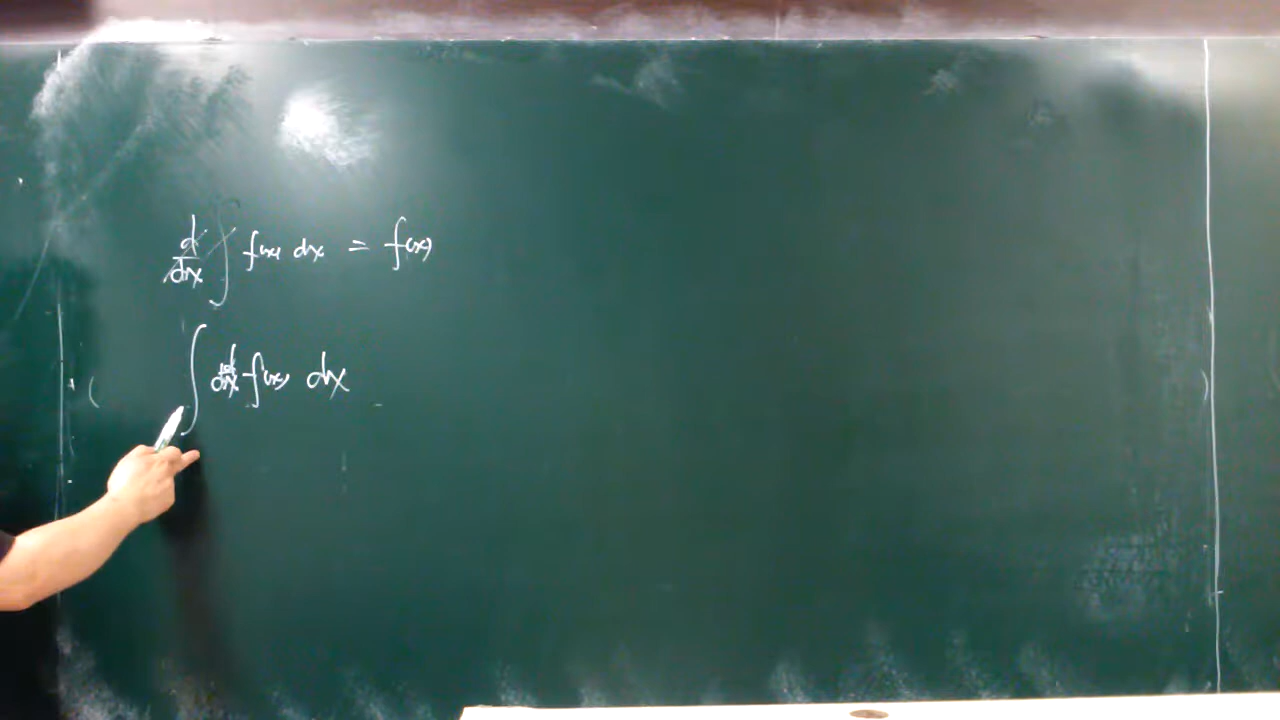 d/dx ∫ f(x) dx = f(x)
∫ d/dx f(x) dx